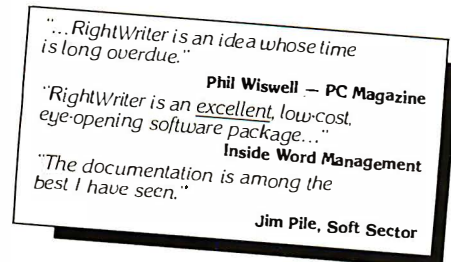 "...RightWriter is an idea whose time
is long overdue."
Phil Wiswell — PC Magazine
"RightWriter is an excellent, low-cost,
eye-opening software package..."
Inside Word Management
"The documentation is among the
best I have seen."
Jim Pile, Soft Sector